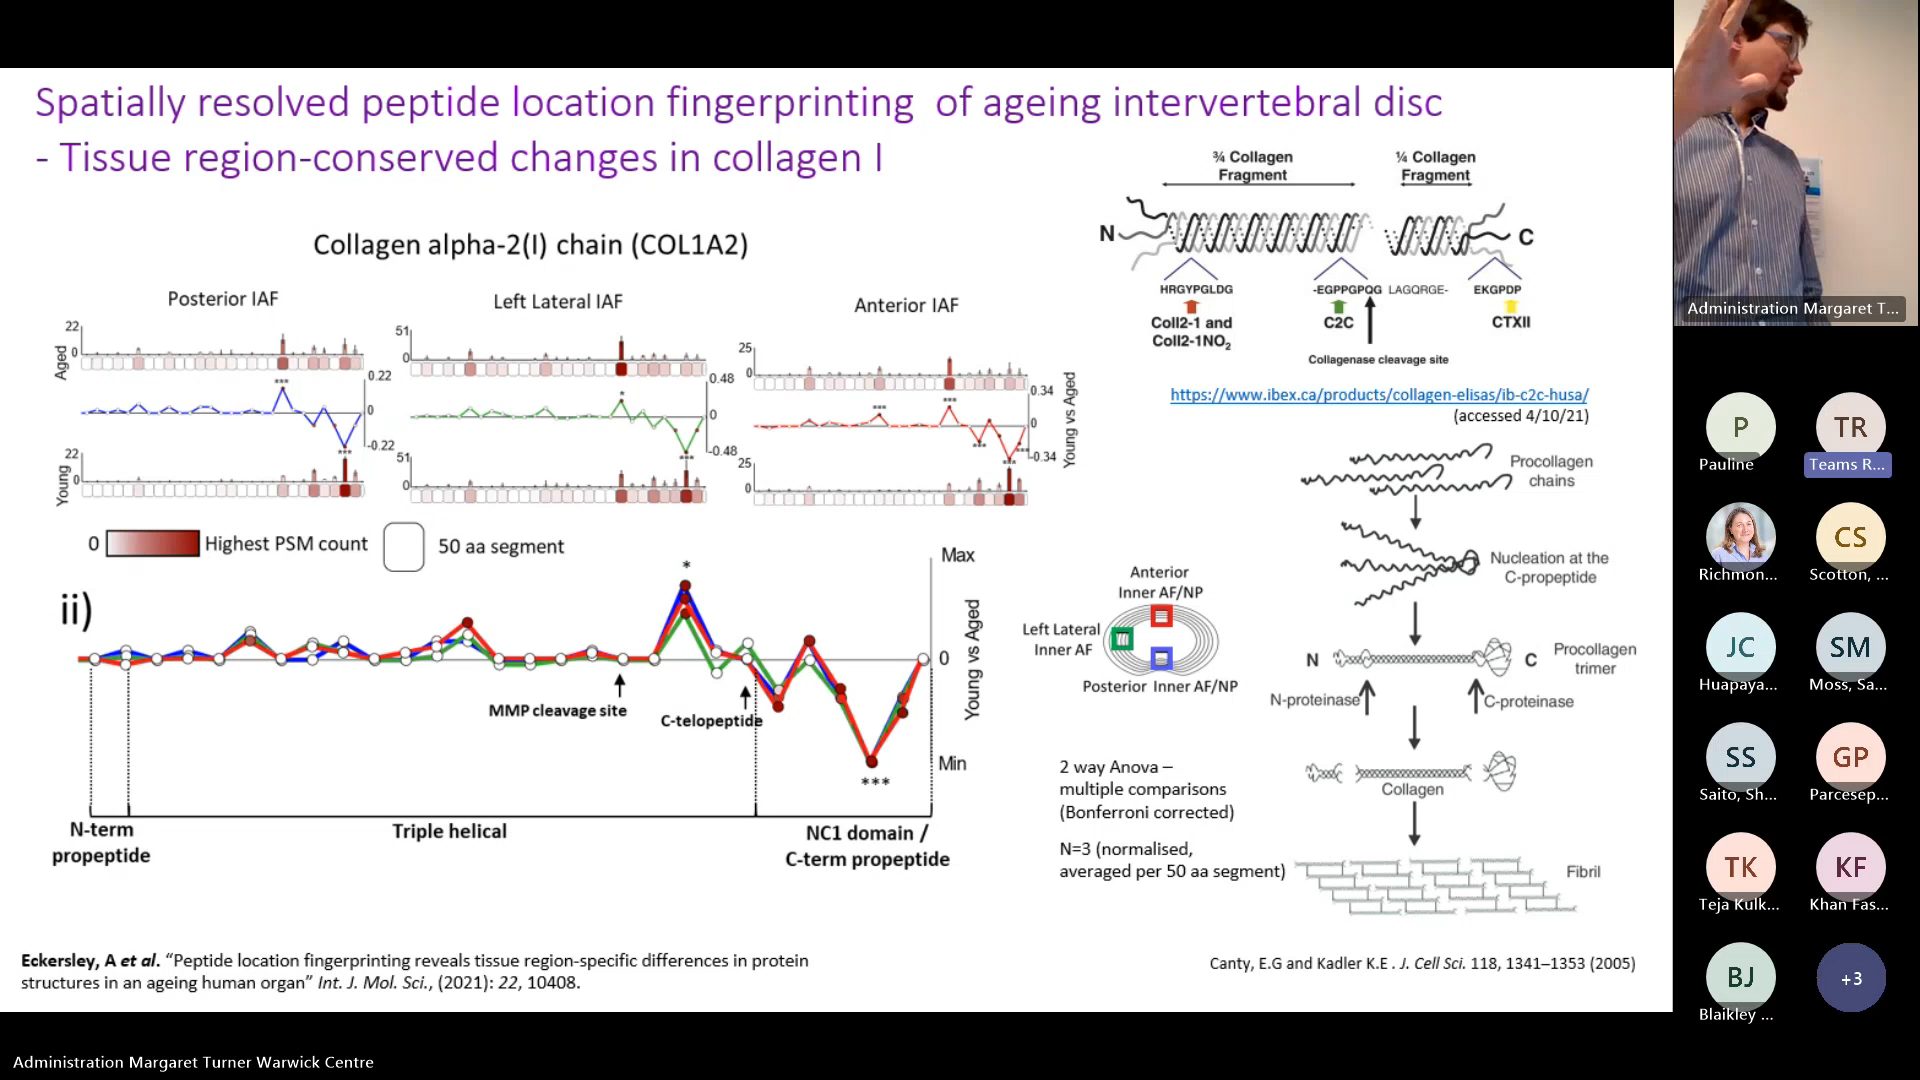 Spatially resolved peptide location fingerprinting of ageing intervertebral disc
- Tissue region-conserved changes in collagen I
Collagen alpha-2(I) chain (COL1A2)
Posterior IAF
Left Lateral IAF
Anterior IAF
22
0
Aged
51
0
25
0
0.22
0
-0.22
0.48
0
-0.48
0.34
0
-0.34
Young vs Aged
***
***
*
***
***
***
***
***
***
22
0
Young
51
0
25
0
0
Highest PSM count
50 aa segment
ii)
Max
0
Min
Young vs Aged
*
***
MMP cleavage site
C-telopeptide
N-term
propeptide
Triple helical
NC1 domain /
C-term propeptide
¾ Collagen
Fragment
¼ Collagen
Fragment
N
C
HRGYPGLDG
-EGPPGPQG LAGQRGE-
EKGPDP
Coll2-1 and
Coll2-1NO2
C2C
CTXII
Collagenase cleavage site
https://www.ibex.ca/products/collagen-elisas/ib-c2c-husa/
(accessed 4/10/21)
Procollagen
chains
Nucleation at the
C-propeptide
N
C
Procollagen
trimer
N-proteinase
C-proteinase
Collagen
Fibril
Anterior
Inner AF/NP
Left Lateral
Inner AF
Posterior Inner AF/NP
2 way Anova –
multiple comparisons
(Bonferroni corrected)
N=3 (normalised,
averaged per 50 aa segment)
Eckersley, A et al. “Peptide location fingerprinting reveals tissue region-specific differences in protein
structures in an ageing human organ” Int. J. Mol. Sci., (2021): 22, 10408.
Canty, E.G and Kadler K.E . J. Cell Sci. 118, 1341–1353 (2005)
Administration Margaret T...
P
Pauline
TR
Teams R...
Richmon...
CS
Scotton, ...
JC
Huapaya...
SM
Moss, Sa...
SS
Saito, Sh...
GP
Parcesep...
TK
Teja Kulk...
KF
Khan Fas...
BJ
Blaikley ...
+3
Administration Margaret Turner Warwick Centre